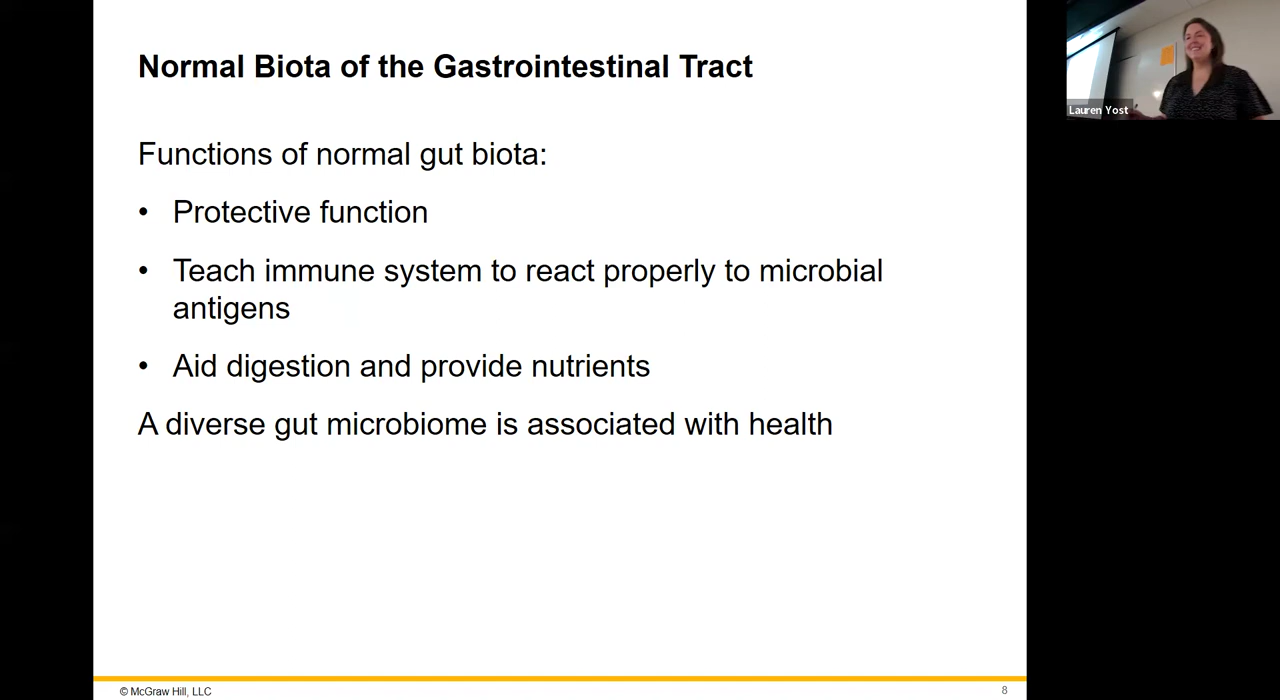 Normal Biota of the Gastrointestinal Tract
Lauren Yost
Functions of normal gut biota:
• Protective function
• Teach immune system to react properly to microbial
antigens
• Aid digestion and provide nutrients
A diverse gut microbiome is associated with health
© McGraw Hill, LLC
8